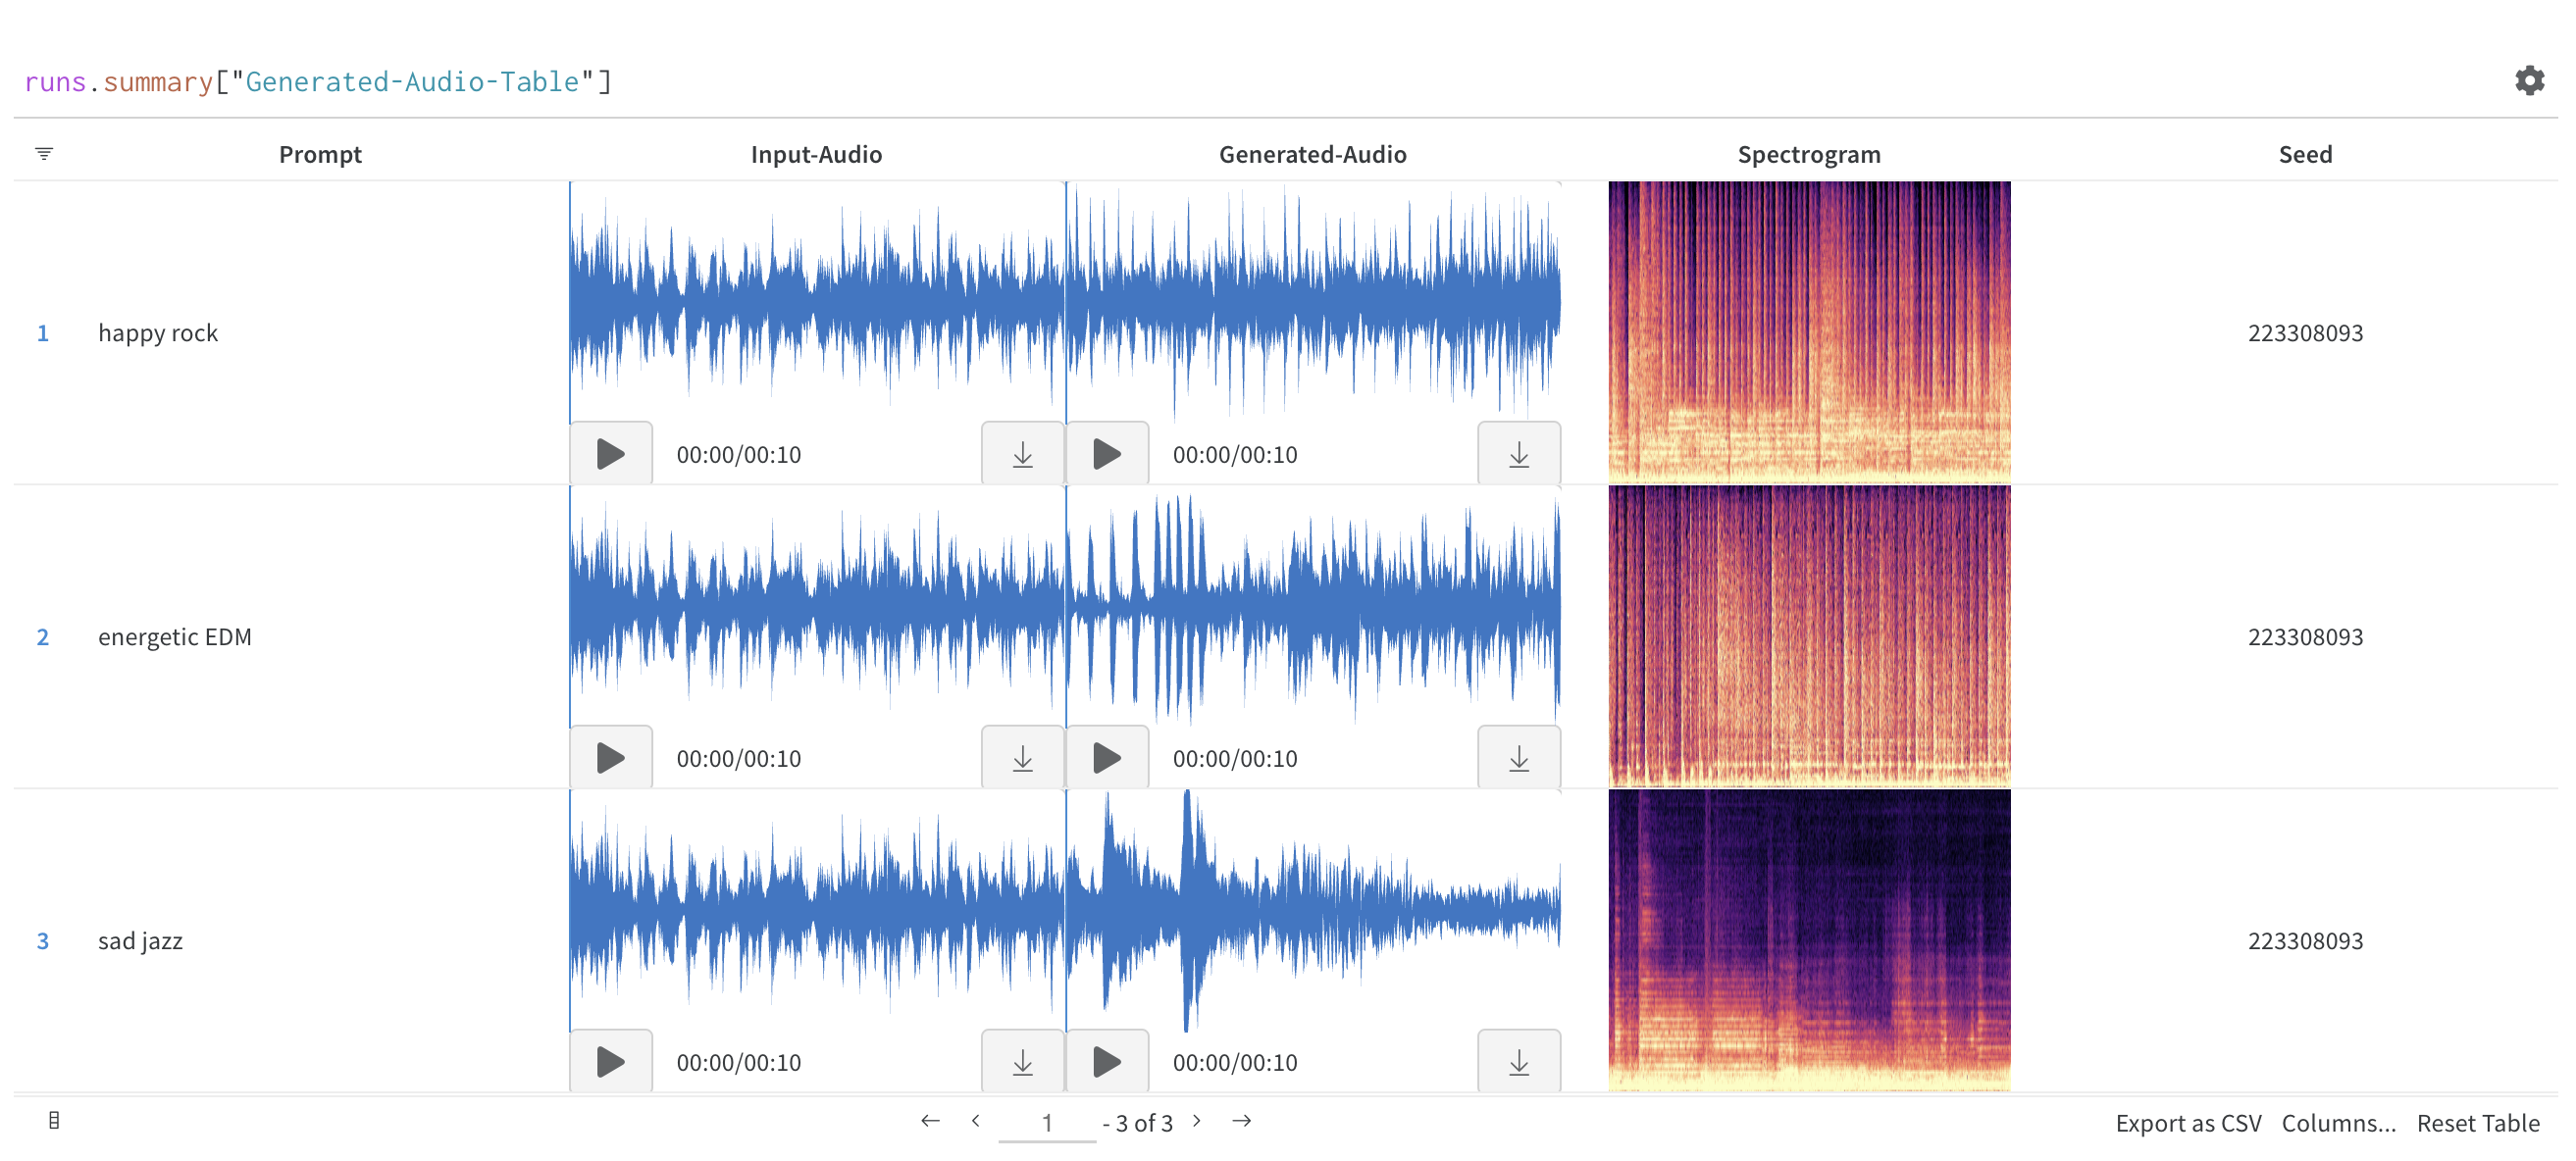 runs.summary["Generated-Audio-Table"]
Prompt Input-Audio Generated-Audio Spectrogram Seed
1 happy rock 223308093
00:00/00:10 00:00/00:10
2 energetic EDM 223308093
00:00/00:10 00:00/00:10
3 sad jazz 223308093
00:00/00:10 00:00/00:10
1 - 3 of 3 Export as CSV Columns... Reset Table